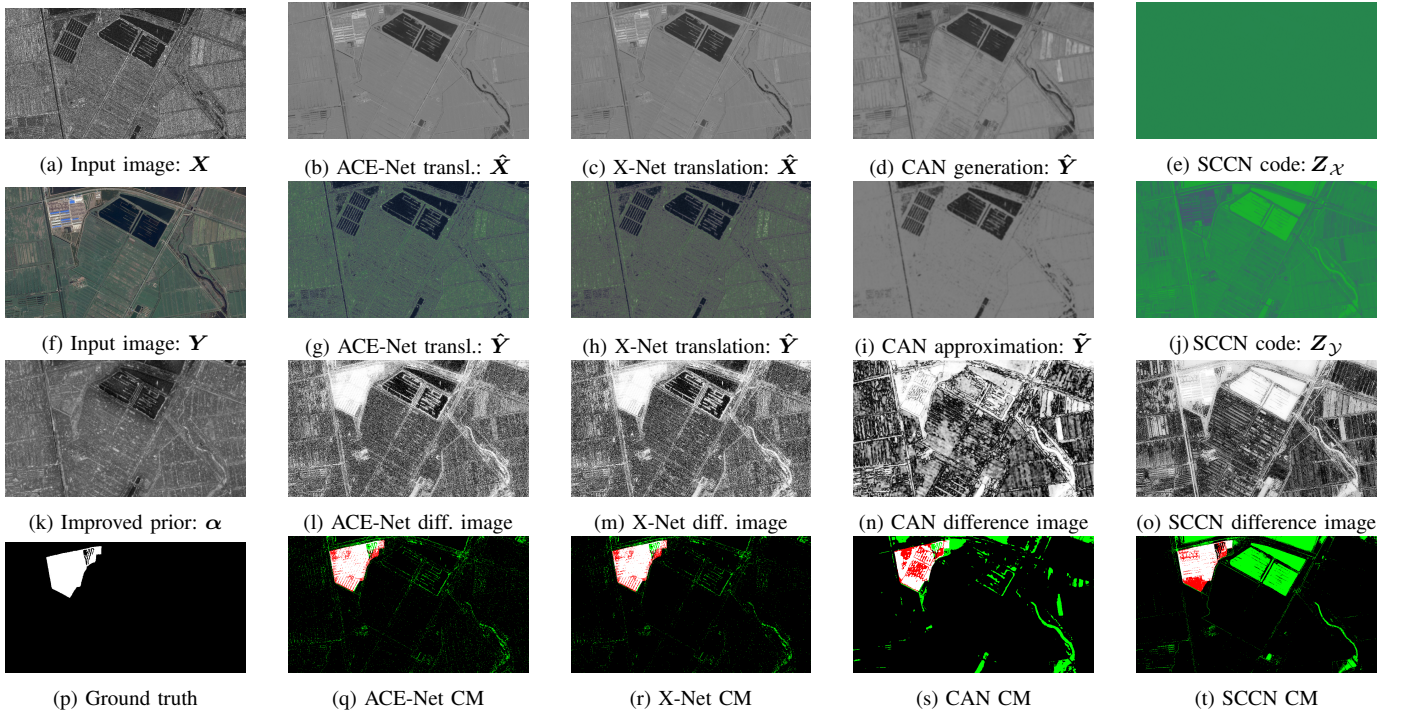 (a) Input image: X
(b) ACE-Net transl.: X̂
(c) X-Net translation: X̂
(d) CAN generation: Ŷ
(e) SCCN code: Z_𝒳
(f) Input image: Y
(g) ACE-Net transl.: Ŷ
(h) X-Net translation: Ŷ
(i) CAN approximation: Ỹ
(j) SCCN code: Z_𝒴
(k) Improved prior: α
(l) ACE-Net diff. image
(m) X-Net diff. image
(n) CAN difference image
(o) SCCN difference image
(p) Ground truth
(q) ACE-Net CM
(r) X-Net CM
(s) CAN CM
(t) SCCN CM